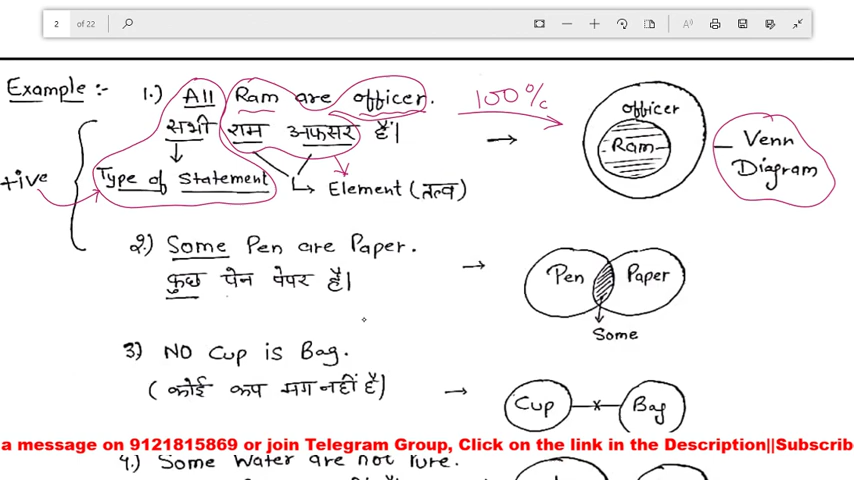 2 of 22
Example :-
1.) All Ram are officer.
100%
सभी राम अफसर हैं।
Type of Statement
Element (तत्व)
+ive
officer
Ram
Venn
Diagram
2.) Some Pen are Paper.
कुछ पेन पेपर है।
Pen
Paper
Some
3) NO Cup is Bag.
( कोई कप मग नहीं है)
Cup
x
Bag
a message on 9121815869 or join Telegram Group, Click on the link in the Description||Subscrib
4.) Some Water are not Pure.